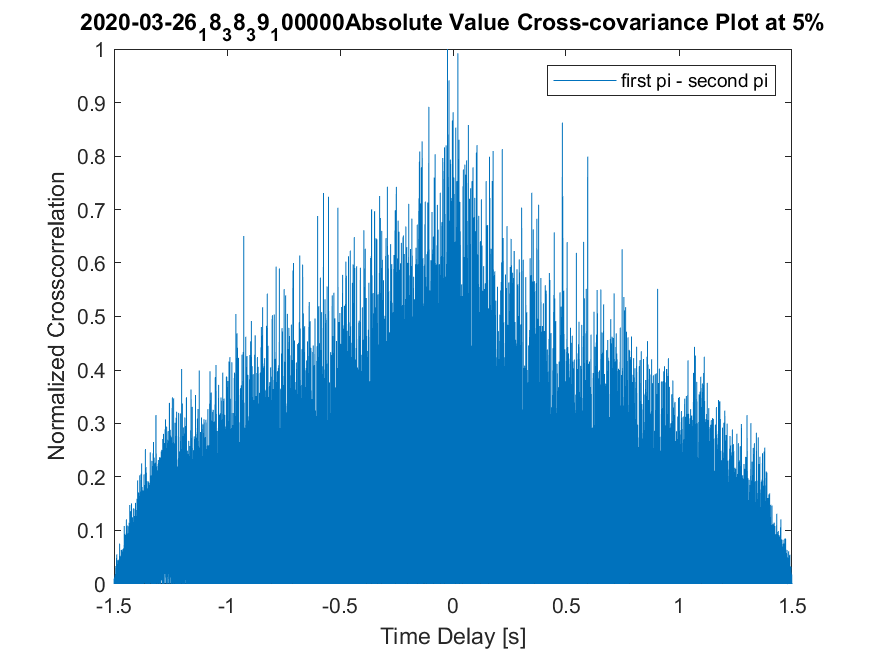 2020-03-26₁8₃8₃9₁00000Absolute Value Cross-covariance Plot at 5%
1
first pi - second pi
0.9
0.8
0.7
0.6
0.5
0.4
0.3
0.2
0.1
0
Normalized Crosscorrelation
-1.5 -1 -0.5 0 0.5 1 1.5
Time Delay [s]